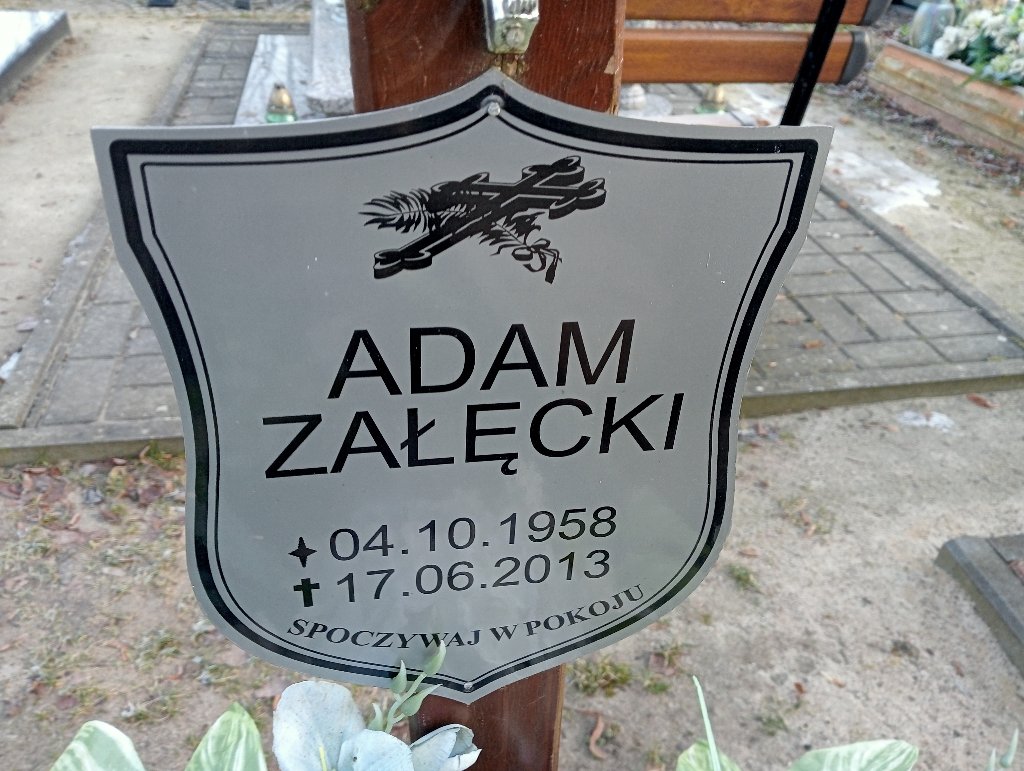 ADAM
ZAŁĘCKI
04.10.1958
17.06.2013
SPOCZYWAJ W POKOJU